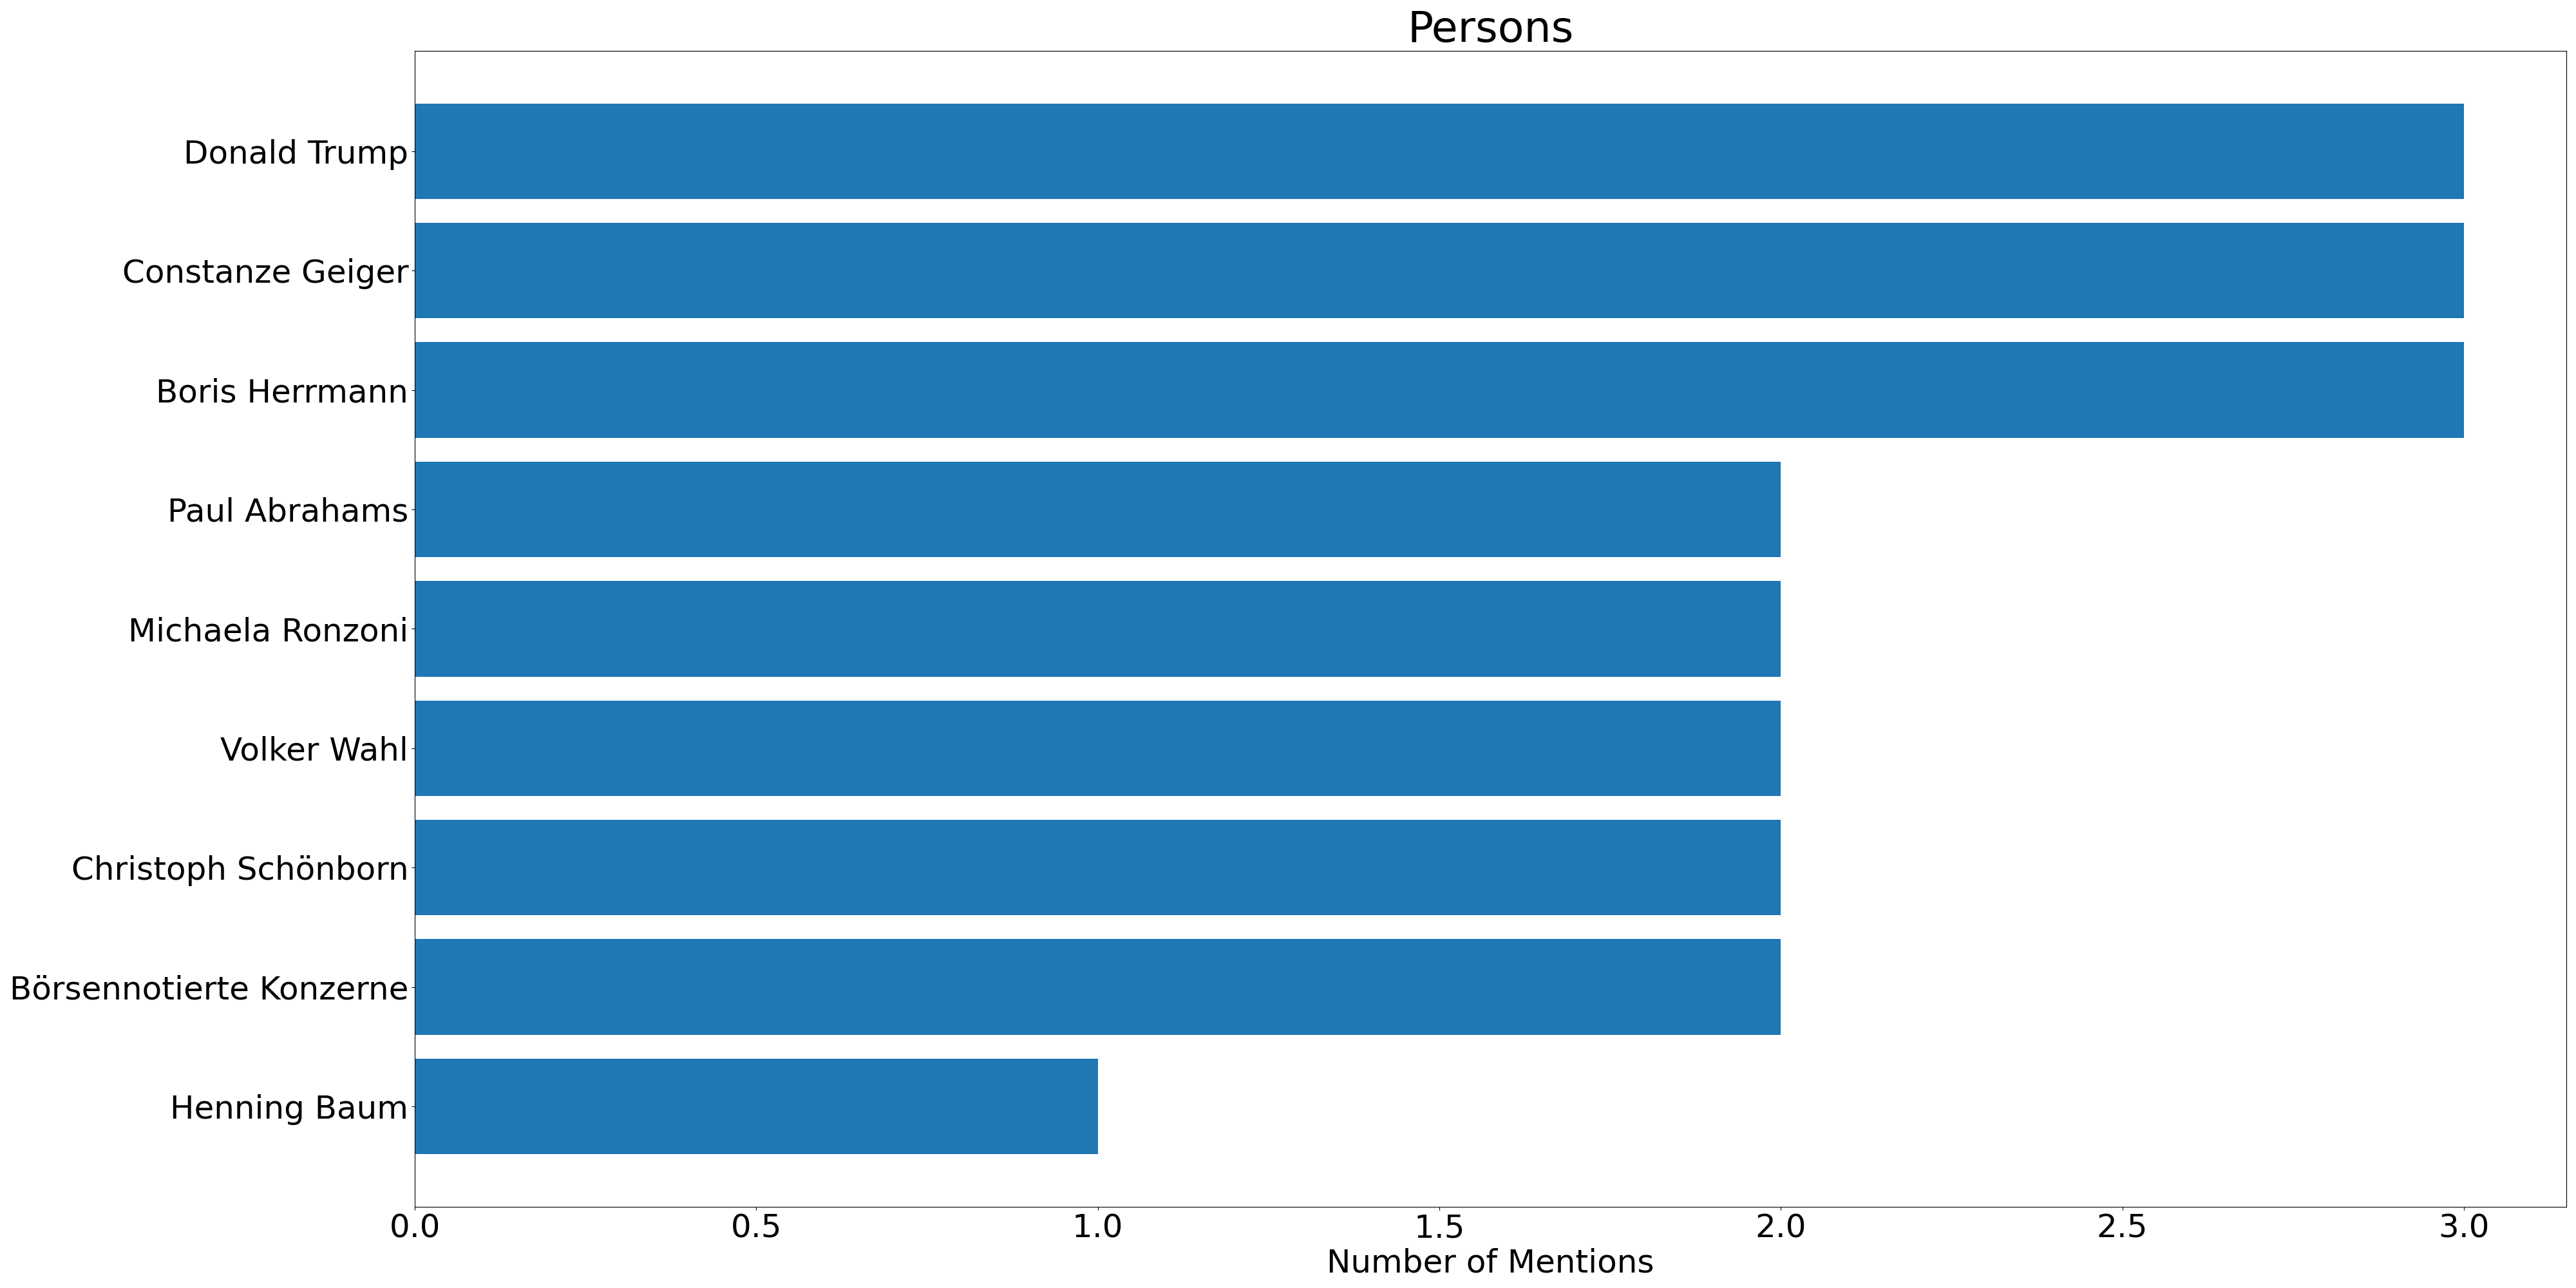 Persons
Donald Trump
Constanze Geiger
Boris Herrmann
Paul Abrahams
Michaela Ronzoni
Volker Wahl
Christoph Schönborn
Börsennotierte Konzerne
Henning Baum
0.0 0.5 1.0 1.5 2.0 2.5 3.0
Number of Mentions